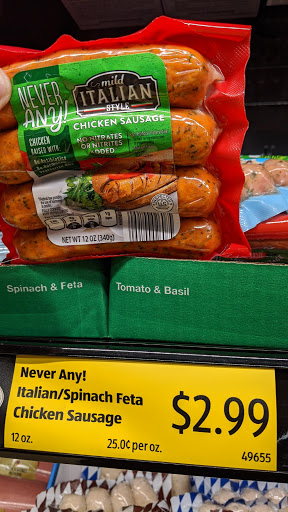 NEVER
ANY!
mild
ITALIAN
STYLE
CHICKEN SAUSAGE
CHICKEN
RAISED WITH
No Antibiotics
NO NITRATES
OR NITRITES
ADDED
NET WT 12 OZ (340g)
Spinach & Feta
Tomato & Basil
Never Any!
Italian/Spinach Feta
Chicken Sausage
$2.99
12 oz.
25.0¢ per oz.
49655